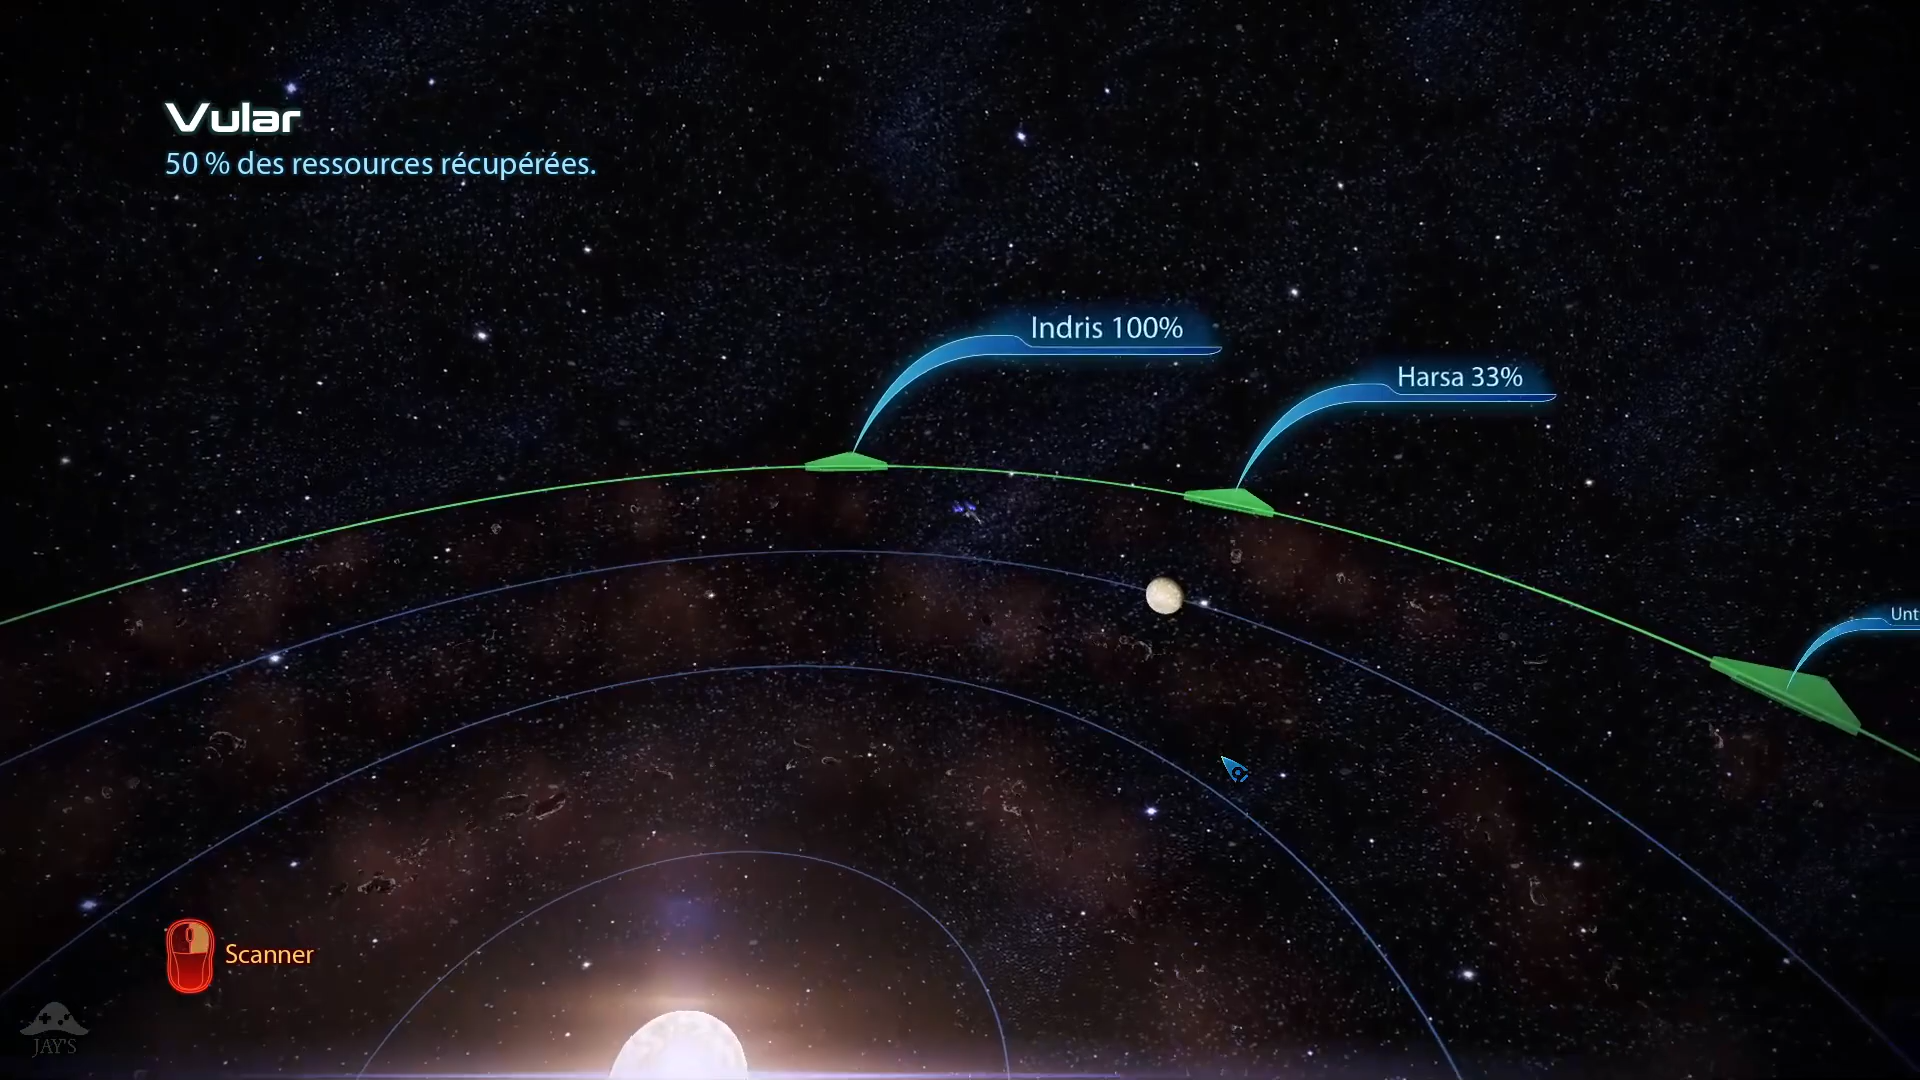 Vular
50 % des ressources récupérées.
Indris 100%
Harsa 33%
Unt
Scanner
JAY'S